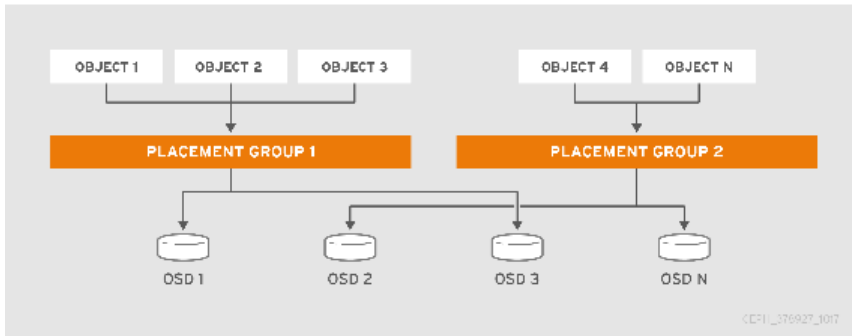 OBJECT 1
OBJECT 2
OBJECT 3
OBJECT 4
OBJECT N
PLACEMENT GROUP 1
PLACEMENT GROUP 2
OSD 1
OSD 2
OSD 3
OSD N
CEPH_378927_1017